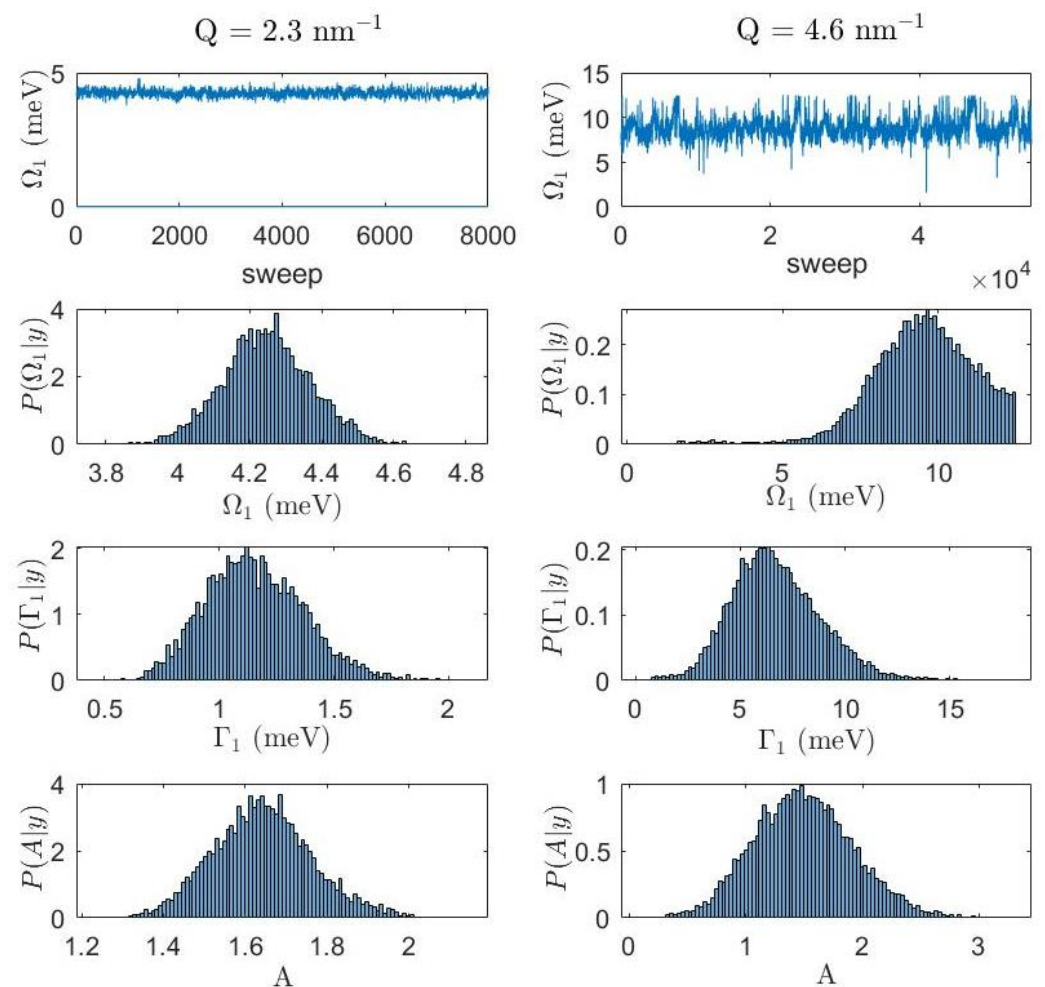 Q = 2.3 nm⁻¹
Ω₁ (meV)
5
0
0 2000 4000 6000 8000
sweep
P(Ω₁|y)
4
2
0
3.8 4 4.2 4.4 4.6 4.8
Ω₁ (meV)
P(Γ₁|y)
2
1
0
0.5 1 1.5 2
Γ₁ (meV)
P(A|y)
4
2
0
1.2 1.4 1.6 1.8 2
A
Q = 4.6 nm⁻¹
Ω₁ (meV)
15
10
5
0
0 2 4
×10⁴
sweep
P(Ω₁|y)
0.2
0.1
0
0 5 10
Ω₁ (meV)
P(Γ₁|y)
0.2
0.1
0
0 5 10 15
Γ₁ (meV)
P(A|y)
1
0.5
0
0 1 2 3
A